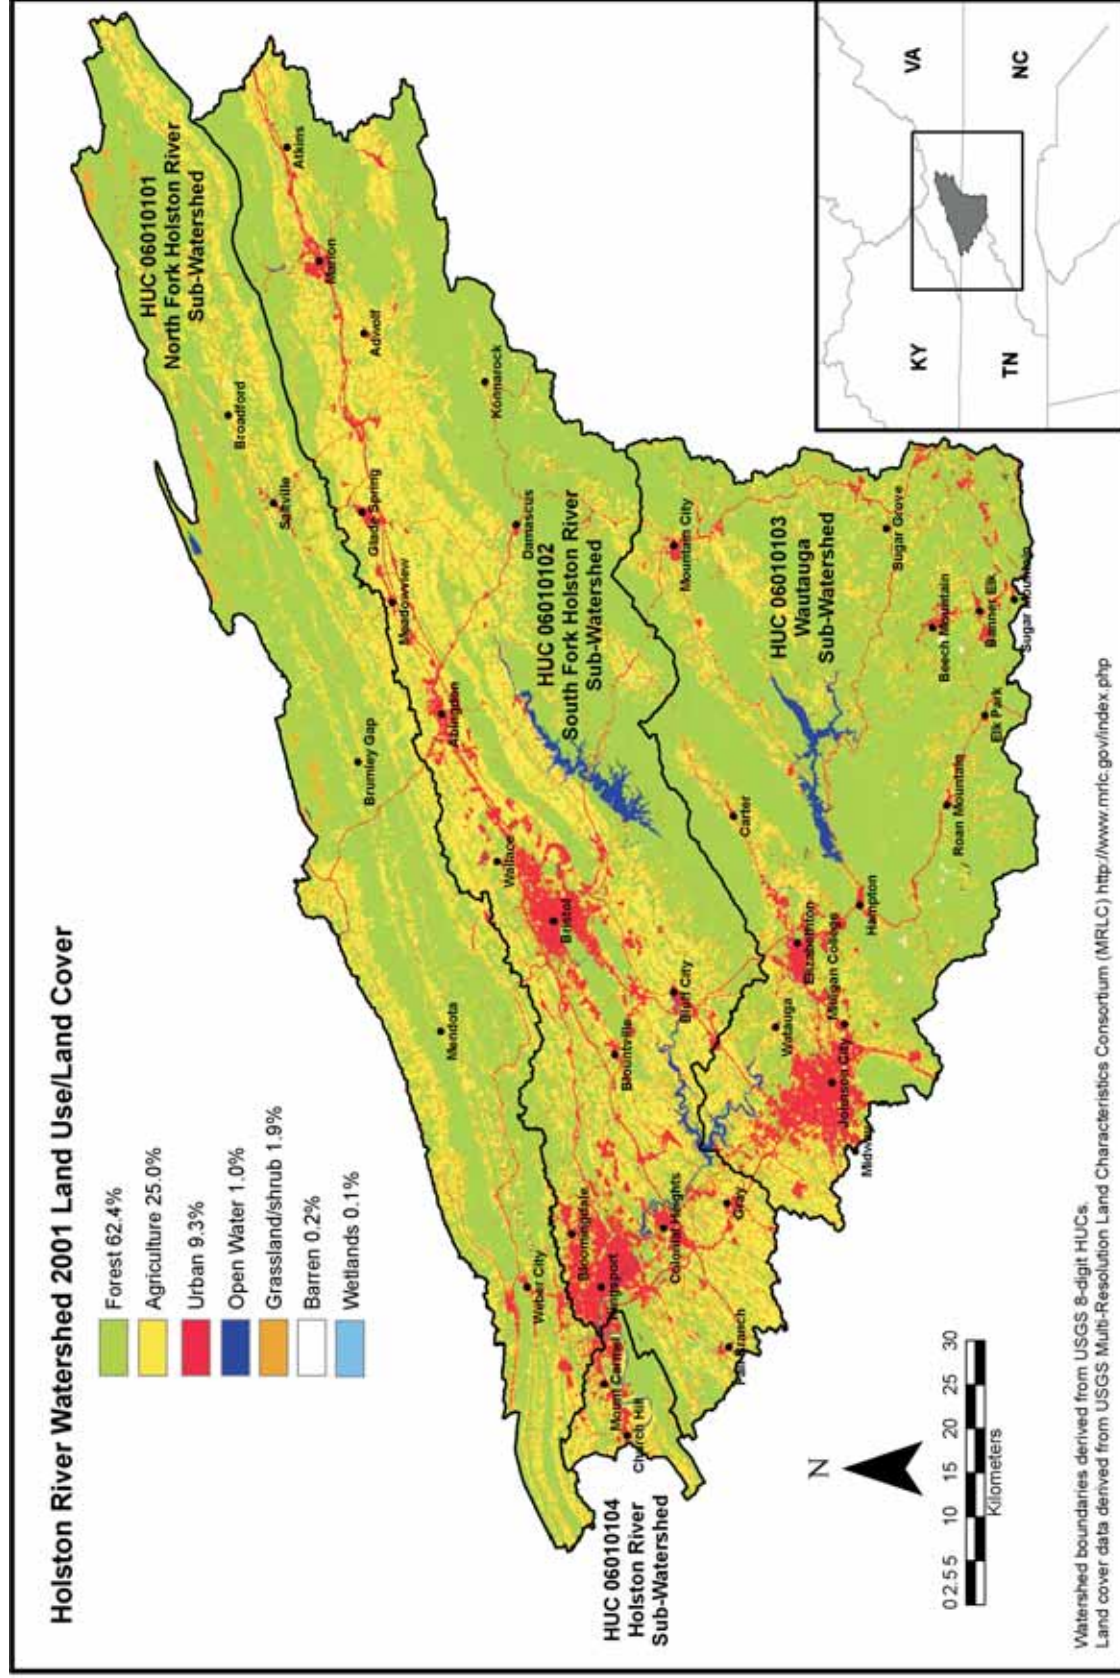 Holston River Watershed 2001 Land Use/Land Cover
Forest 62.4%
Agriculture 25.0%
Urban 9.3%
Open Water 1.0%
Grassland/shrub 1.9%
Barren 0.2%
Wetlands 0.1%
HUC 06010101
North Fork Holston River
Sub-Watershed
Atkins
Marion
Adwolf
Broadford
Saltville
Konnarock
Glade Spring
Meadowview
Damascus
Abingdon
Brumley Gap
HUC 06010102
South Fork Holston River
Sub-Watershed
Wallace
Bristol
Mendota
Bluff City
Blountville
Weber City
Bloomingdale
Kingsport
Colonial Heights
Gray
Mount Carmel
Church Hill
Fall Branch
HUC 06010104
Holston River
Sub-Watershed
Mountain City
HUC 06010103
Wautauga
Sub-Watershed
Sugar Grove
Beech Mountain
Banner Elk
Sugar Mountain
Elk Park
Roan Mountain
Carter
Hampton
Elizabethton
Milligan College
Watauga
Johnson City
Midway
KY
VA
TN
NC
N
0 2.5 5 10 15 20 25 30
Kilometers
Watershed boundaries derived from USGS 8-digit HUCs.
Land cover data derived from USGS Multi-Resolution Land Characteristics Consortium (MRLC) http://www.mrlc.gov/index.php